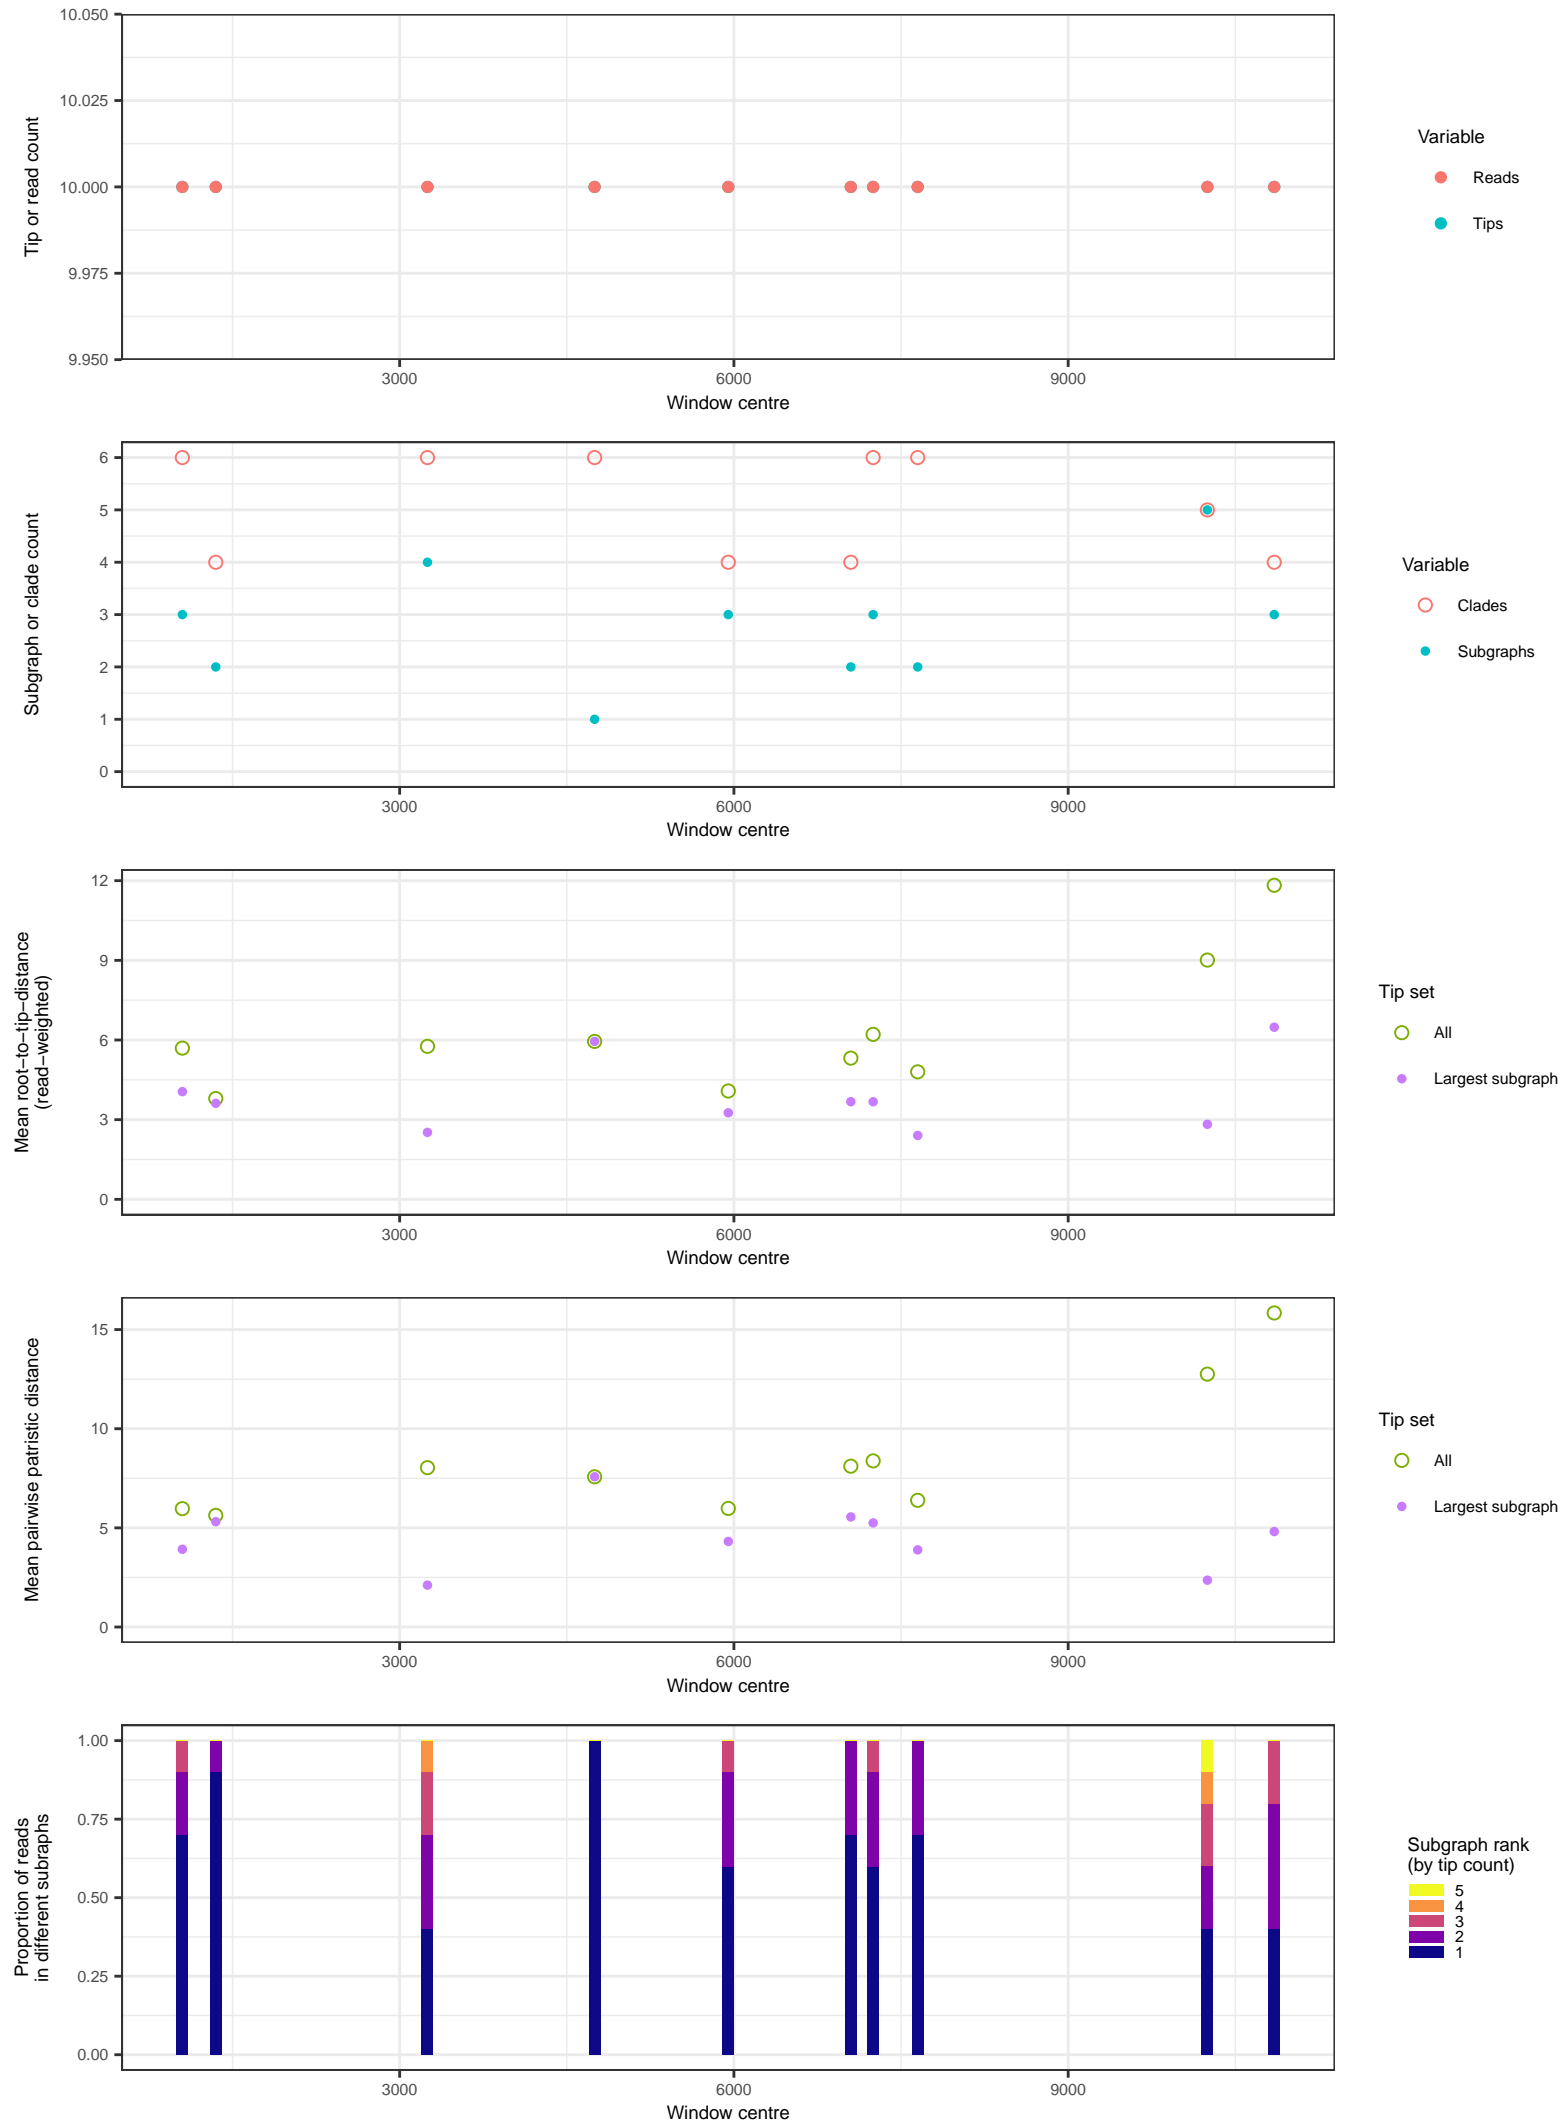 10.050
10.025
10.000
9.975
9.950
Tip or read count
3000 6000 9000
Window centre
Variable
Reads
Tips
6
5
4
3
2
1
0
Subgraph or clade count
3000 6000 9000
Window centre
Variable
Clades
Subgraphs
12
9
6
3
0
Mean root−to−tip−distance
(read−weighted)
3000 6000 9000
Window centre
Tip set
All
Largest subgraph
15
10
5
0
Mean pairwise patristic distance
3000 6000 9000
Window centre
Tip set
All
Largest subgraph
1.00
0.75
0.50
0.25
0.00
Proportion of reads
in different subraphs
3000 6000 9000
Window centre
Subgraph rank
(by tip count)
5
4
3
2
1